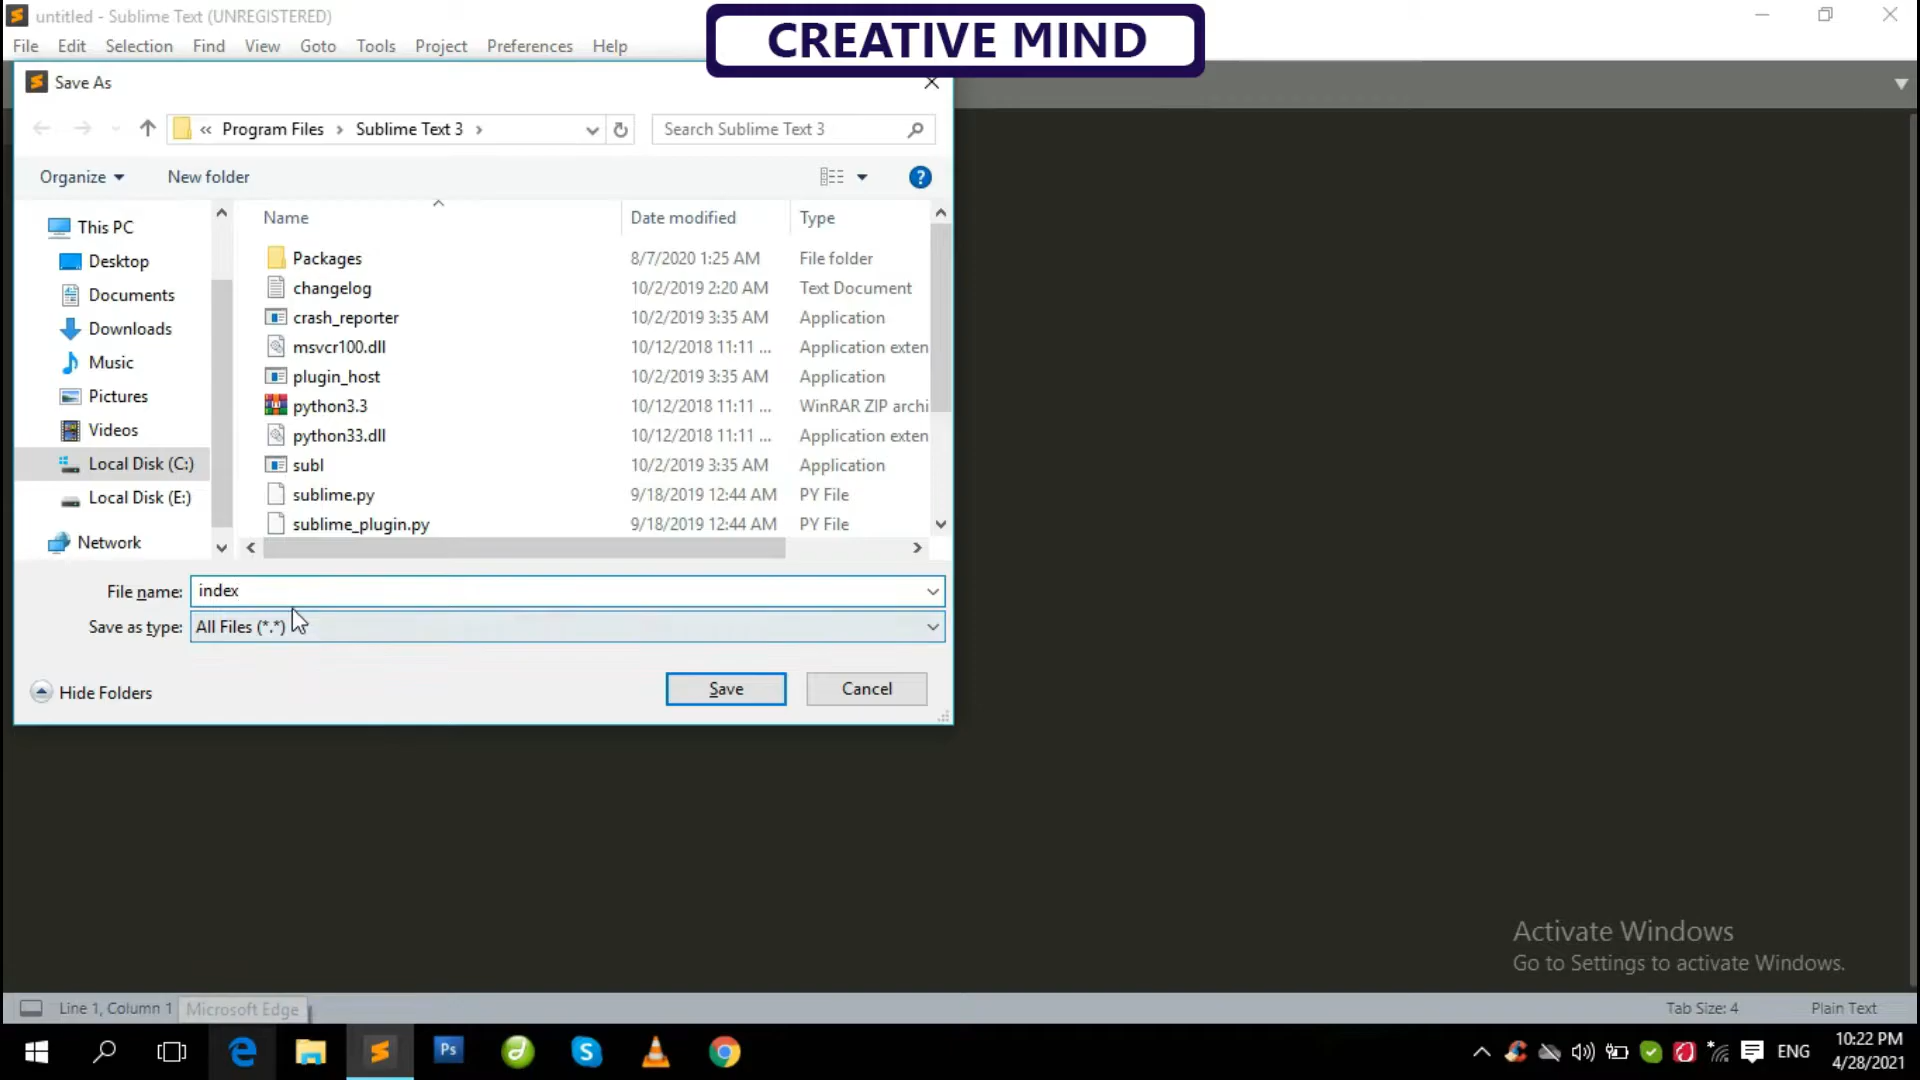 untitled - Sublime Text (UNREGISTERED)
CREATIVE MIND
File Edit Selection Find View Goto Tools Project Preferences Help
Save As
« Program Files › Sublime Text 3 ›
Search Sublime Text 3
Organize
New folder
This PC
Desktop
Documents
Downloads
Music
Pictures
Videos
Local Disk (C:)
Local Disk (E:)
Network
Name Date modified Type
Packages 8/7/2020 1:25 AM File folder
changelog 10/2/2019 2:20 AM Text Document
crash_reporter 10/2/2019 3:35 AM Application
msvcr100.dll 10/12/2018 11:11 ... Application exten
plugin_host 10/2/2019 3:35 AM Application
python3.3 10/12/2018 11:11 ... WinRAR ZIP archi
python33.dll 10/12/2018 11:11 ... Application exten
subl 10/2/2019 3:35 AM Application
sublime.py 9/18/2019 12:44 AM PY File
sublime_plugin.py 9/18/2019 12:44 AM PY File
File name: index
Save as type: All Files (*.*)
Hide Folders
Save
Cancel
Activate Windows
Go to Settings to activate Windows.
Line 1, Column 1
Microsoft Edge
Tab Size: 4
Plain Text
Ps
ENG
10:22 PM
4/28/2021